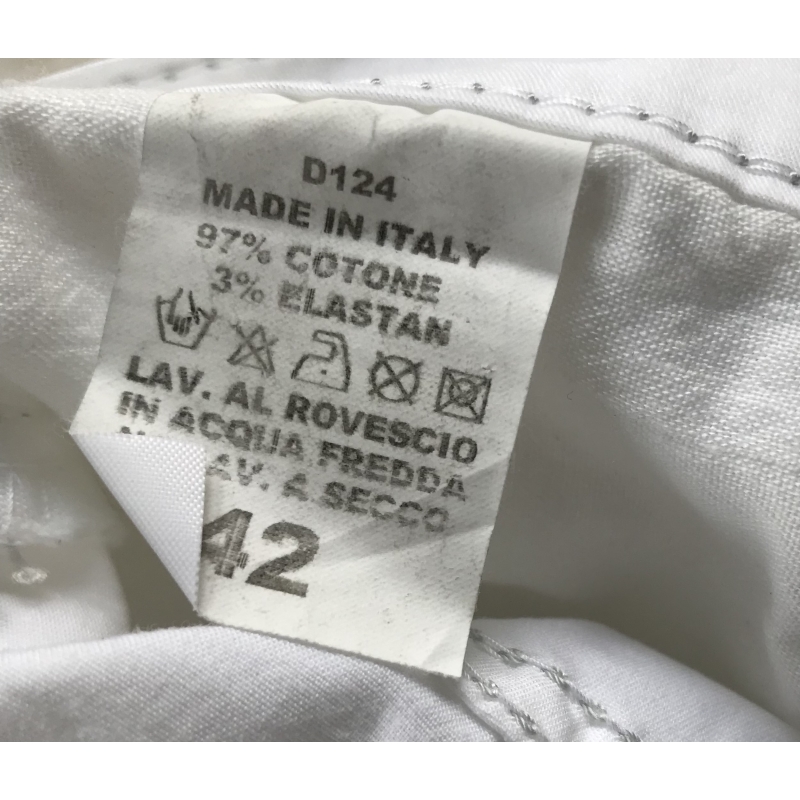 D124
MADE IN ITALY
97% COTONE
3% ELASTAN
LAV. AL ROVESCIO
IN ACQUA FREDDA
LAV. A SECCO
42